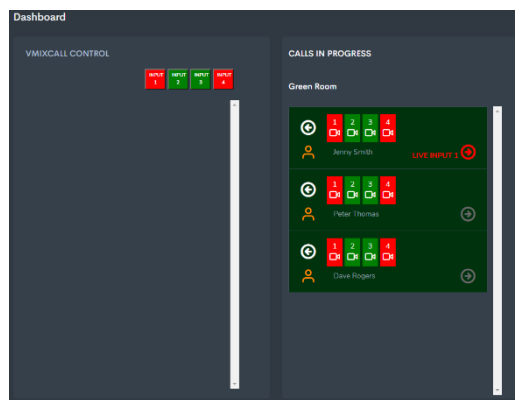 Dashboard
VMIXCALL CONTROL
INPUT 1 INPUT 2 INPUT 3 INPUT 4
CALLS IN PROGRESS
Green Room
1 2 3 4
Jenny Smith LIVE INPUT 1
1 2 3 4
Peter Thomas
1 2 3 4
Dave Rogers